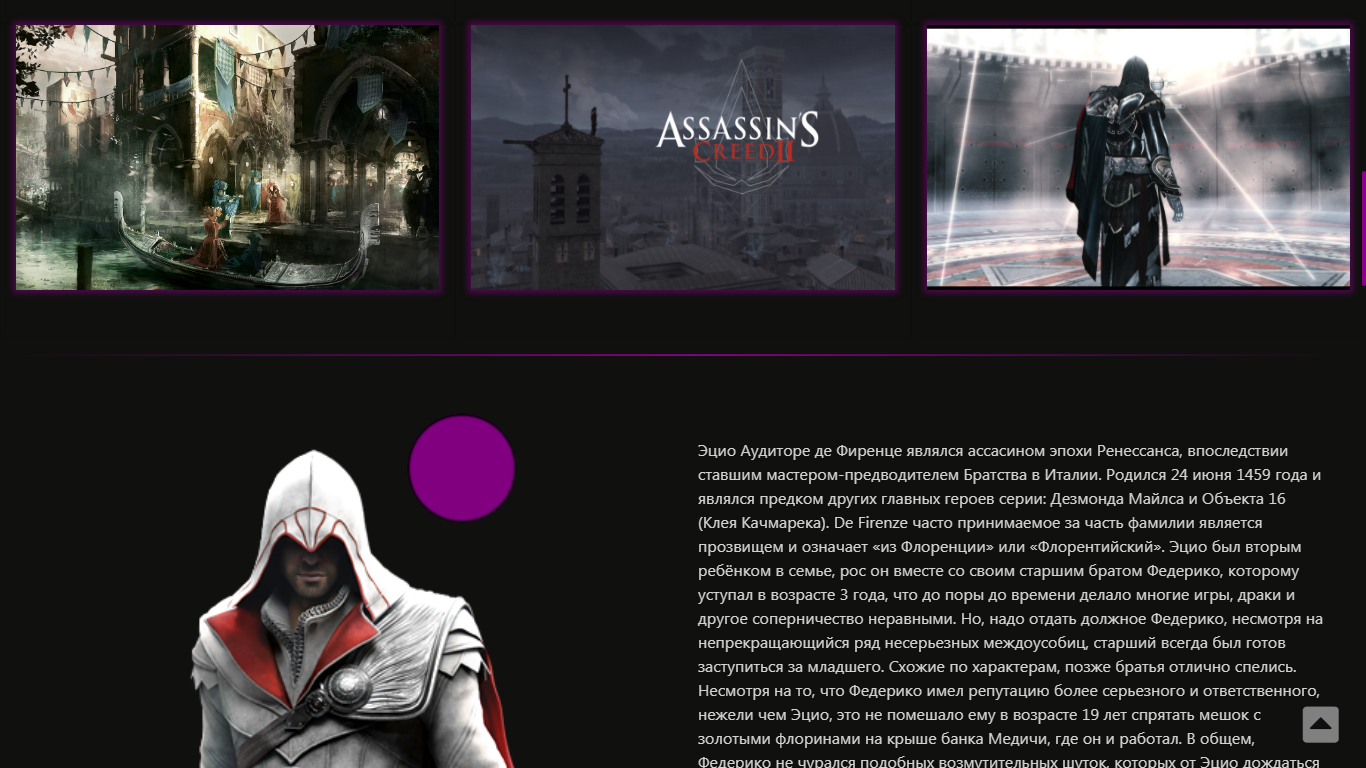 ASSASSIN'S
CREED II
Эцио Аудиторе де Фиренце являлся ассасином эпохи Ренессанса, впоследствии
ставшим мастером-предводителем Братства в Италии. Родился 24 июня 1459 года и
являлся предком других главных героев серии: Дезмонда Майлса и Объекта 16
(Клея Качмарека). De Firenze часто принимаемое за часть фамилии является
прозвищем и означает «из Флоренции» или «Флорентийский». Эцио был вторым
ребёнком в семье, рос он вместе со своим старшим братом Федерико, которому
уступал в возрасте 3 года, что до поры до времени делало многие игры, драки и
другое соперничество неравными. Но, надо отдать должное Федерико, несмотря на
непрекращающийся ряд несерьезных междоусобиц, старший всегда был готов
заступиться за младшего. Схожие по характерам, позже братья отлично спелись.
Несмотря на то, что Федерико имел репутацию более серьезного и ответственного,
нежели чем Эцио, это не помешало ему в возрасте 19 лет спрятать мешок с
золотыми флоринами на крыше банка Медичи, где он и работал. В общем,
Федерико не чурался подобных возмутительных шуток, которых от Эцио дождаться